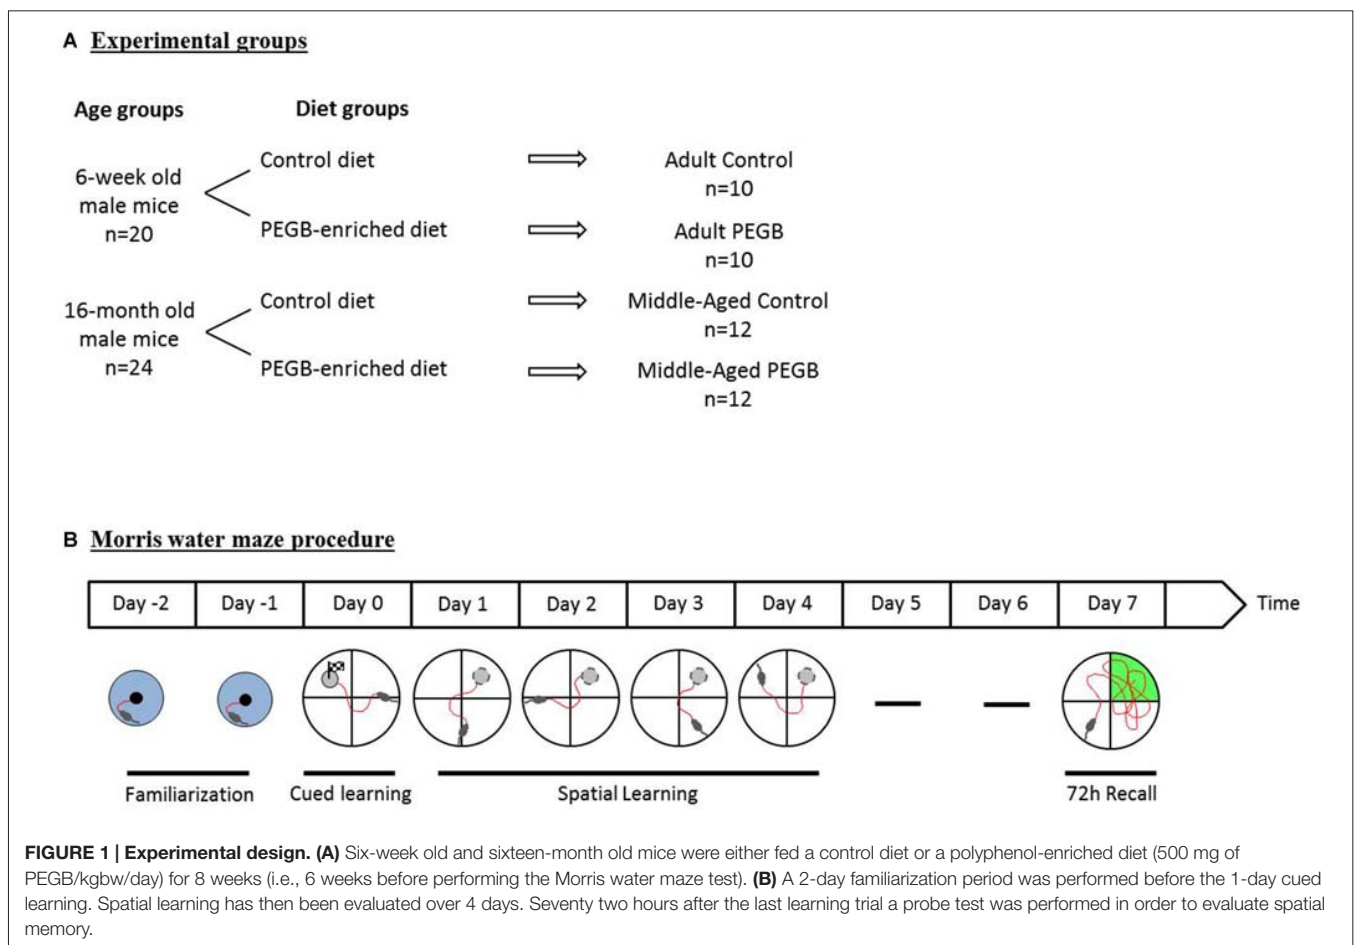 A Experimental groups
Age groups Diet groups
6-week old
male mice
n=20
Control diet
Adult Control
n=10
PEGB-enriched diet
Adult PEGB
n=10
16-month old
male mice
n=24
Control diet
Middle-Aged Control
n=12
PEGB-enriched diet
Middle-Aged PEGB
n=12
B Morris water maze procedure
Day -2 Day -1 Day 0 Day 1 Day 2 Day 3 Day 4 Day 5 Day 6 Day 7 Time
Familiarization Cued learning Spatial Learning 72h Recall
FIGURE 1 | Experimental design. (A) Six-week old and sixteen-month old mice were either fed a control diet or a polyphenol-enriched diet (500 mg of
PEGB/kgbw/day) for 8 weeks (i.e., 6 weeks before performing the Morris water maze test). (B) A 2-day familiarization period was performed before the 1-day cued
learning. Spatial learning has then been evaluated over 4 days. Seventy two hours after the last learning trial a probe test was performed in order to evaluate spatial
memory.